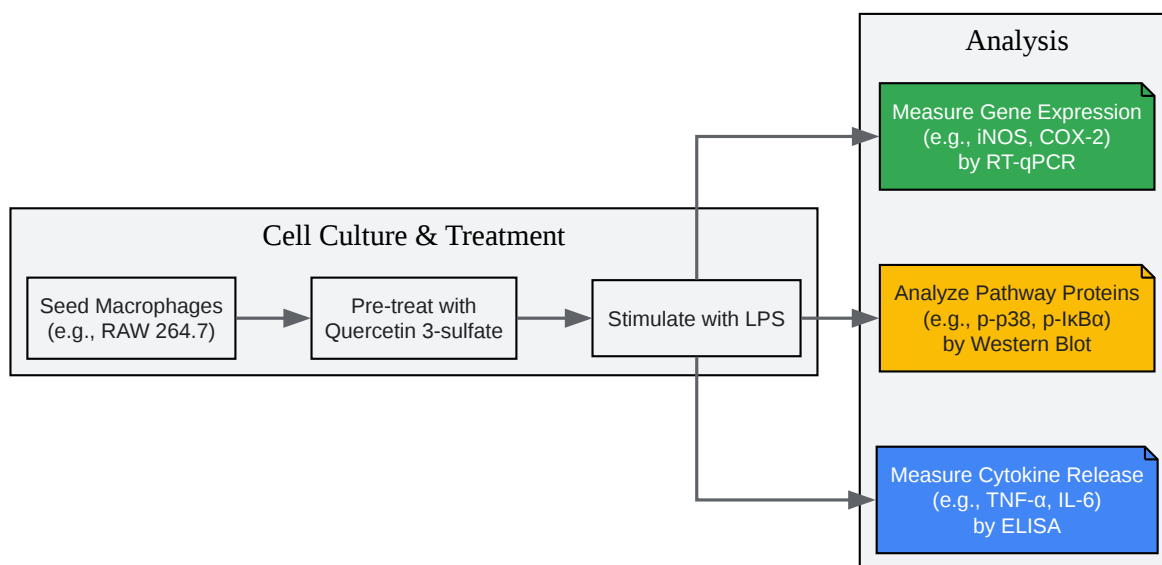 Analysis
Measure Gene Expression
(e.g., iNOS, COX-2)
by RT-qPCR
Cell Culture & Treatment
Seed Macrophages
(e.g., RAW 264.7)
Pre-treat with
Quercetin 3-sulfate
Stimulate with LPS
Analyze Pathway Proteins
(e.g., p-p38, p-IκBα)
by Western Blot
Measure Cytokine Release
(e.g., TNF-α, IL-6)
by ELISA